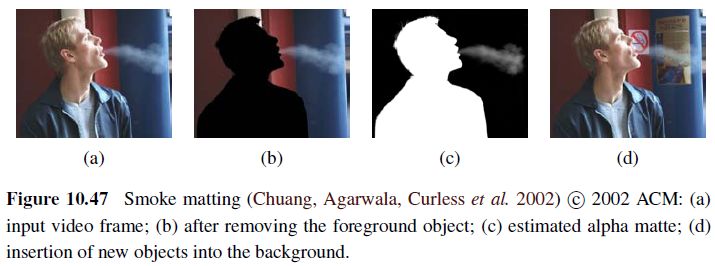 (a)
(b)
(c)
(d)
Figure 10.47 Smoke matting (Chuang, Agarwala, Curless et al. 2002) © 2002 ACM: (a)
input video frame; (b) after removing the foreground object; (c) estimated alpha matte; (d)
insertion of new objects into the background.